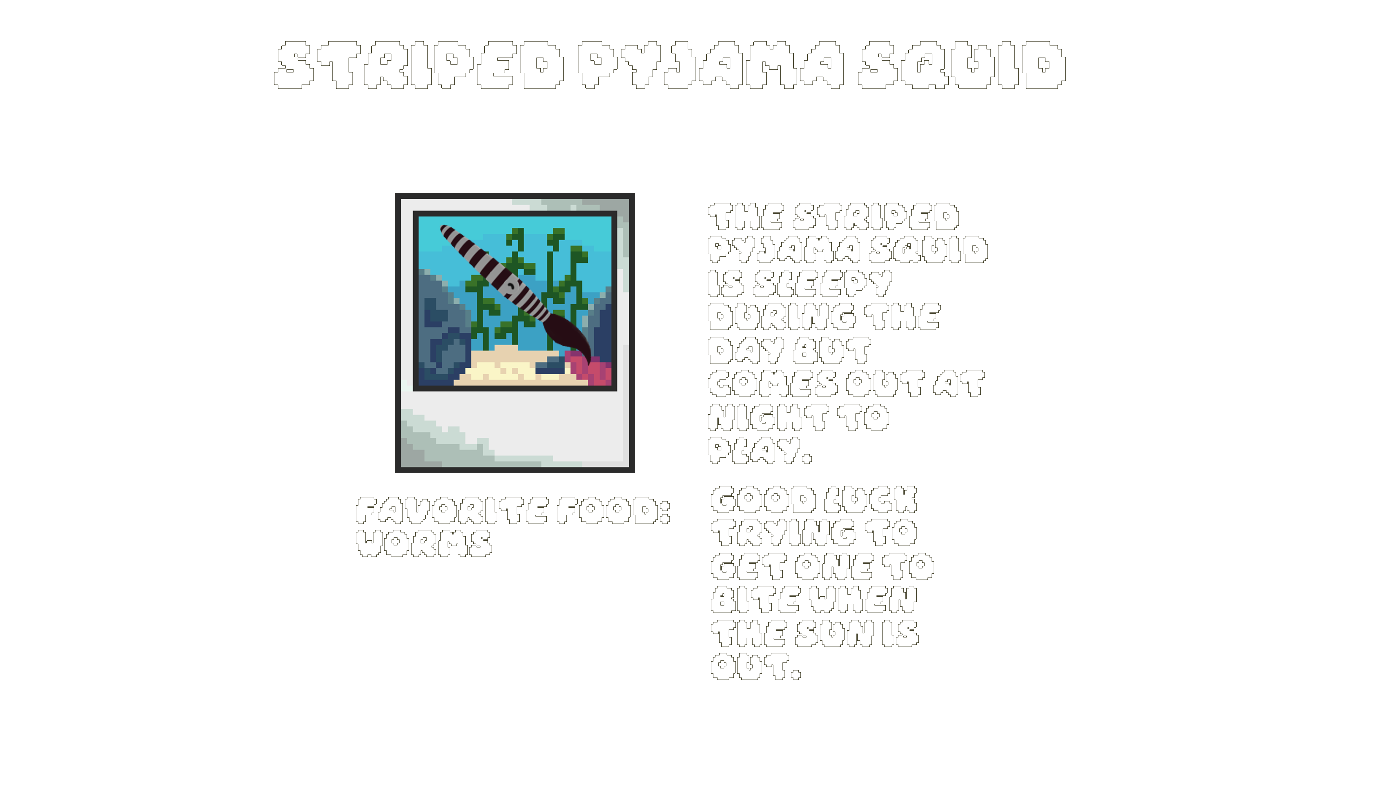 STRIPED PYJAMA SQUID
THE STRIPED
PYJAMA SQUID
IS SLEEPY
DURING THE
DAY BUT
COMES OUT AT
NIGHT TO
PLAY.
GOOD LUCK
TRYING TO
GET ONE TO
BITE WHEN
THE SUN IS
OUT.
FAVORITE FOOD:
WORMS